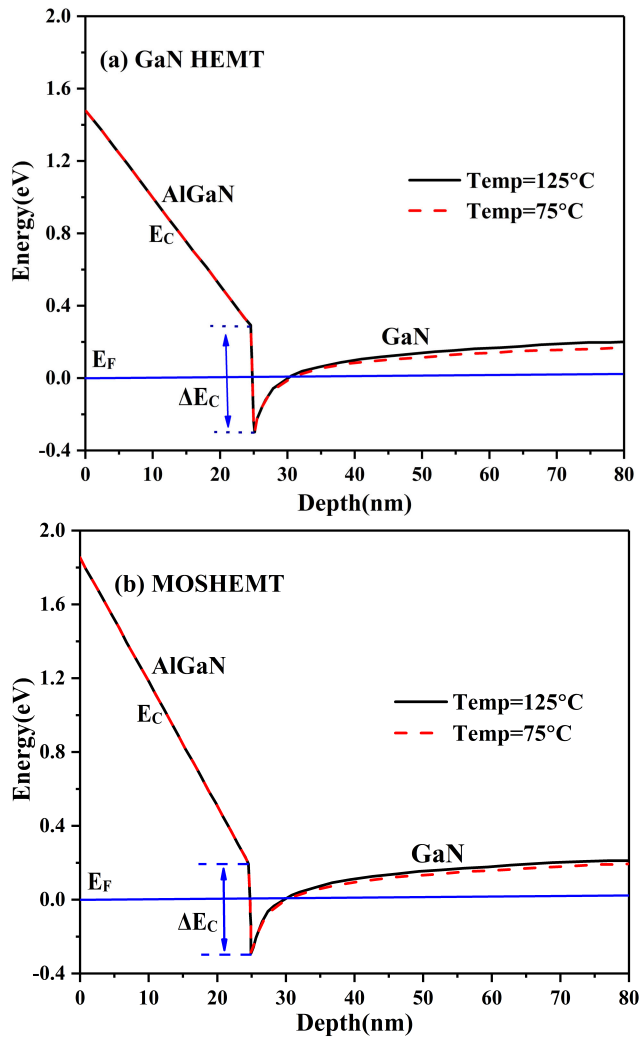 2.0
(a) GaN HEMT
1.6
AlGaN
Temp=125°C
1.2
Temp=75°C
E_C
0.8
Energy(eV)
0.4
GaN
E_F
0.0
ΔE_C
-0.4
0 10 20 30 40 50 60 70 80
Depth(nm)
2.0
(b) MOSHEMT
1.6
AlGaN
1.2
Temp=125°C
E_C
Temp=75°C
0.8
Energy(eV)
0.4
GaN
E_F
0.0
ΔE_C
-0.4
0 10 20 30 40 50 60 70 80
Depth(nm)